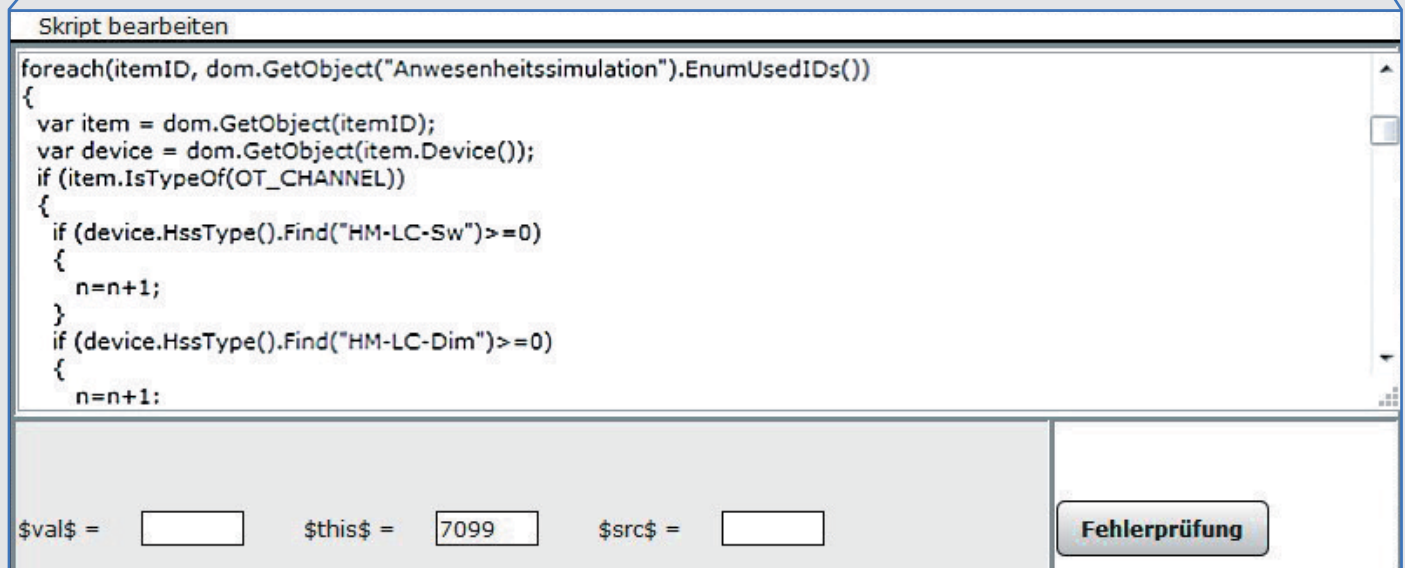 Skript bearbeiten
foreach(itemID, dom.GetObject("Anwesenheitssimulation").EnumUsedIDs())
{
var item = dom.GetObject(itemID);
var device = dom.GetObject(item.Device());
if (item.IsTypeOf(OT_CHANNEL))
{
if (device.HssType().Find("HM-LC-Sw")>=0)
{
n=n+1;
}
if (device.HssType().Find("HM-LC-Dim")>=0)
{
n=n+1;
$val$ = $this$ = 7099 $src$ = Fehlerprüfung